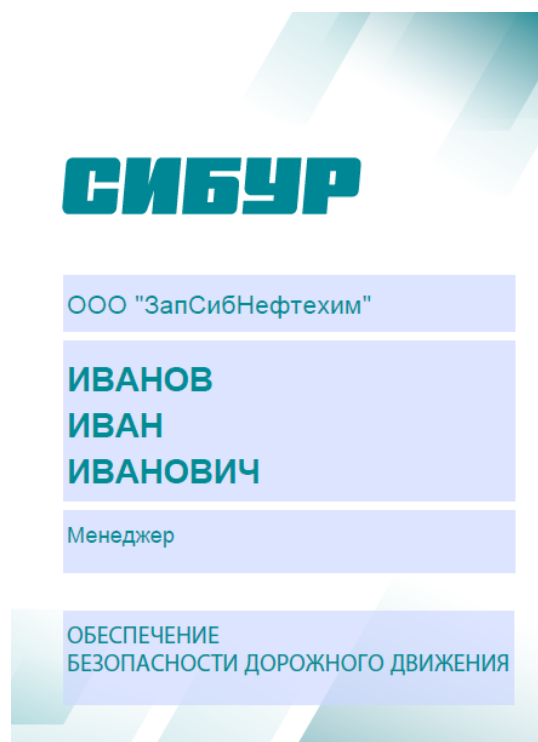 СИБУР
ООО "ЗапСибНефтехим"
ИВАНОВ
ИВАН
ИВАНОВИЧ
Менеджер
ОБЕСПЕЧЕНИЕ
БЕЗОПАСНОСТИ ДОРОЖНОГО ДВИЖЕНИЯ